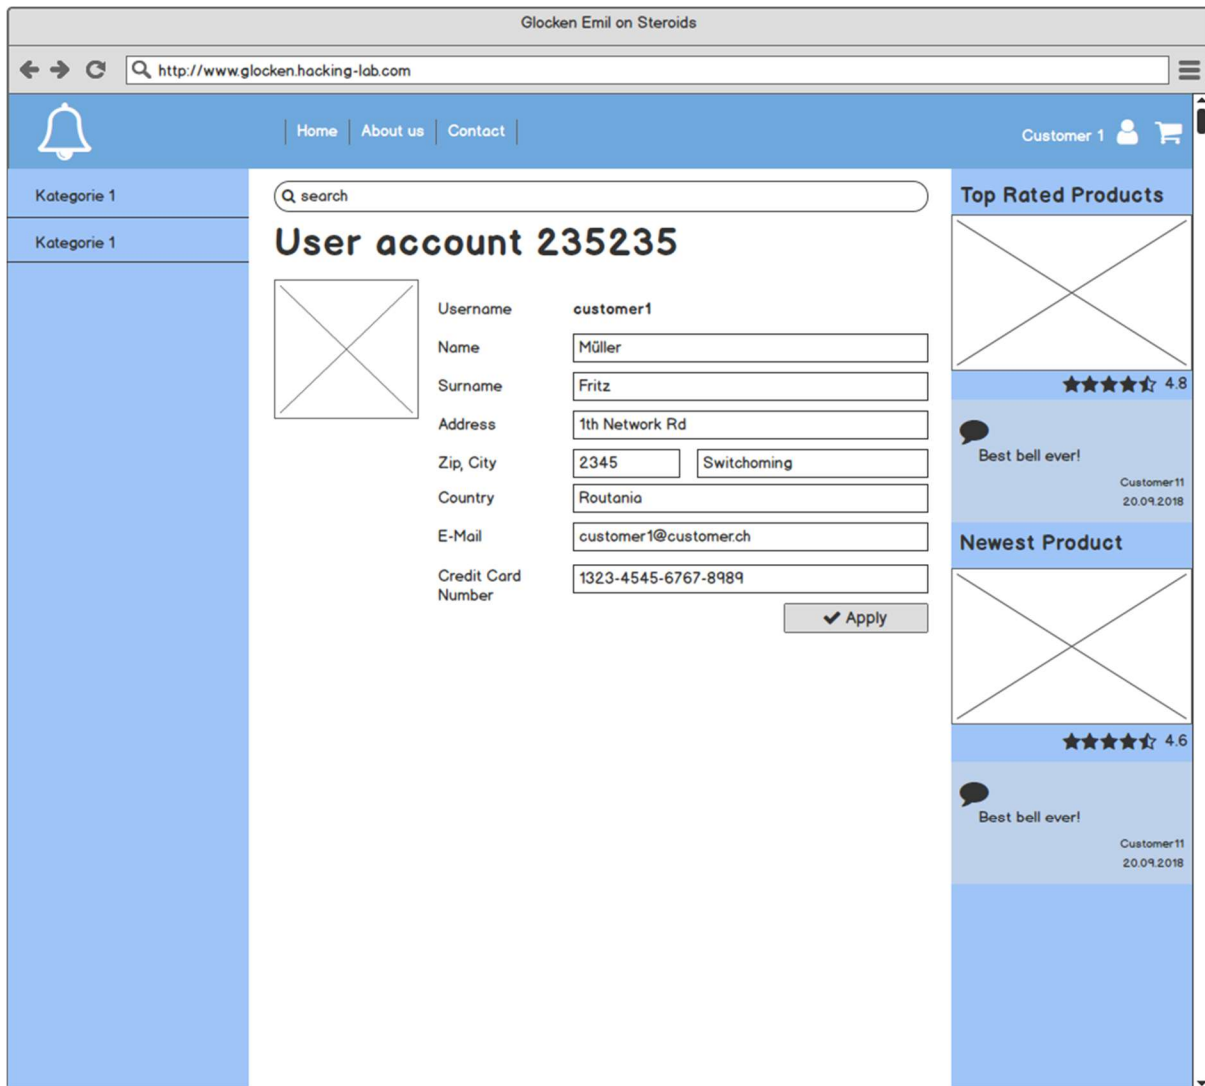 Glocken Emil on Steroids
http://www.glocken.hacking-lab.com
Home About us Contact
Customer 1
Kategorie 1
Kategorie 1
search
User account 235235
Username customer1
Name Müller
Surname Fritz
Address 1th Network Rd
Zip, City 2345 Switchoming
Country Routania
E-Mail customer1@customer.ch
Credit Card
Number
1323-4545-6767-8989
Apply
Top Rated Products
4.8
Best bell ever!
Customer11
20.09.2018
Newest Product
4.6
Best bell ever!
Customer11
20.09.2018